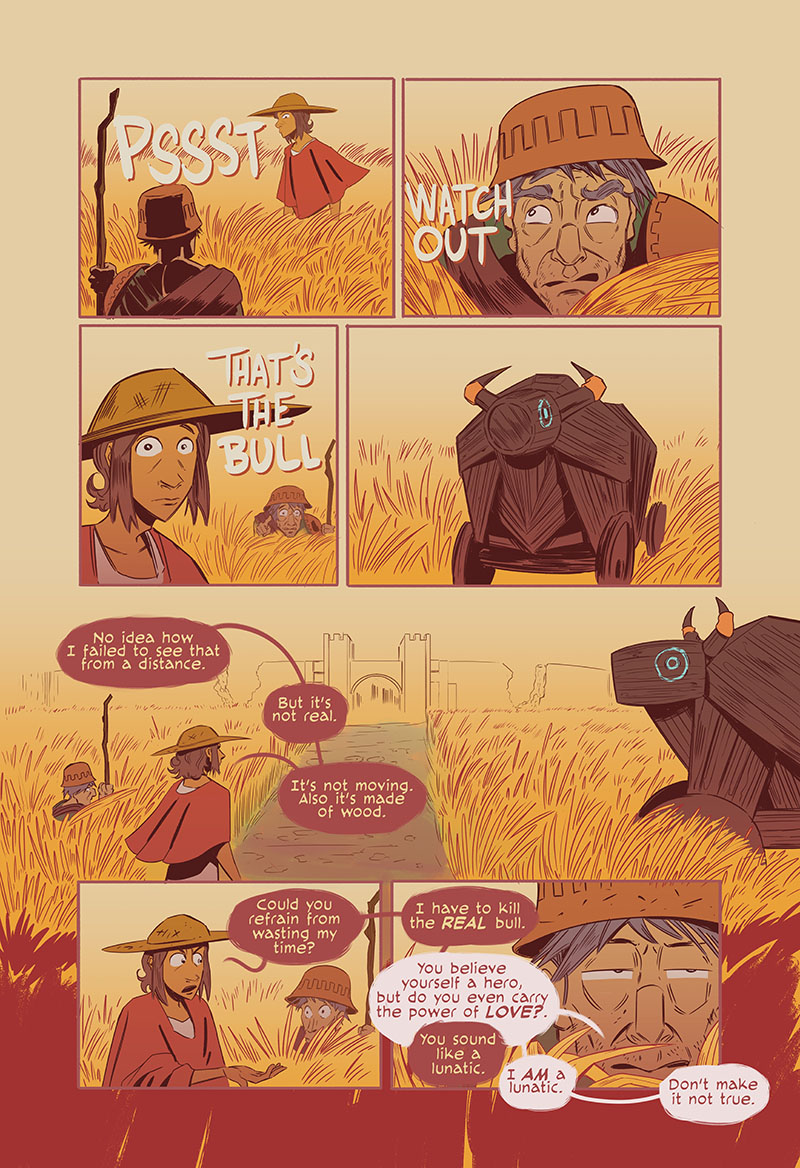 PSSST
WATCH
OUT
THAT'S
THE
BULL
No idea how
I failed to see that
from a distance.
But it's
not real.
It's not moving.
Also it's made
of wood.
Could you
refrain from
wasting my
time?
I have to kill
the REAL bull.
You believe
yourself a hero,
but do you even carry
the power of LOVE?.
You sound
like a
lunatic.
I AM a
lunatic.
Don't make
it not true.